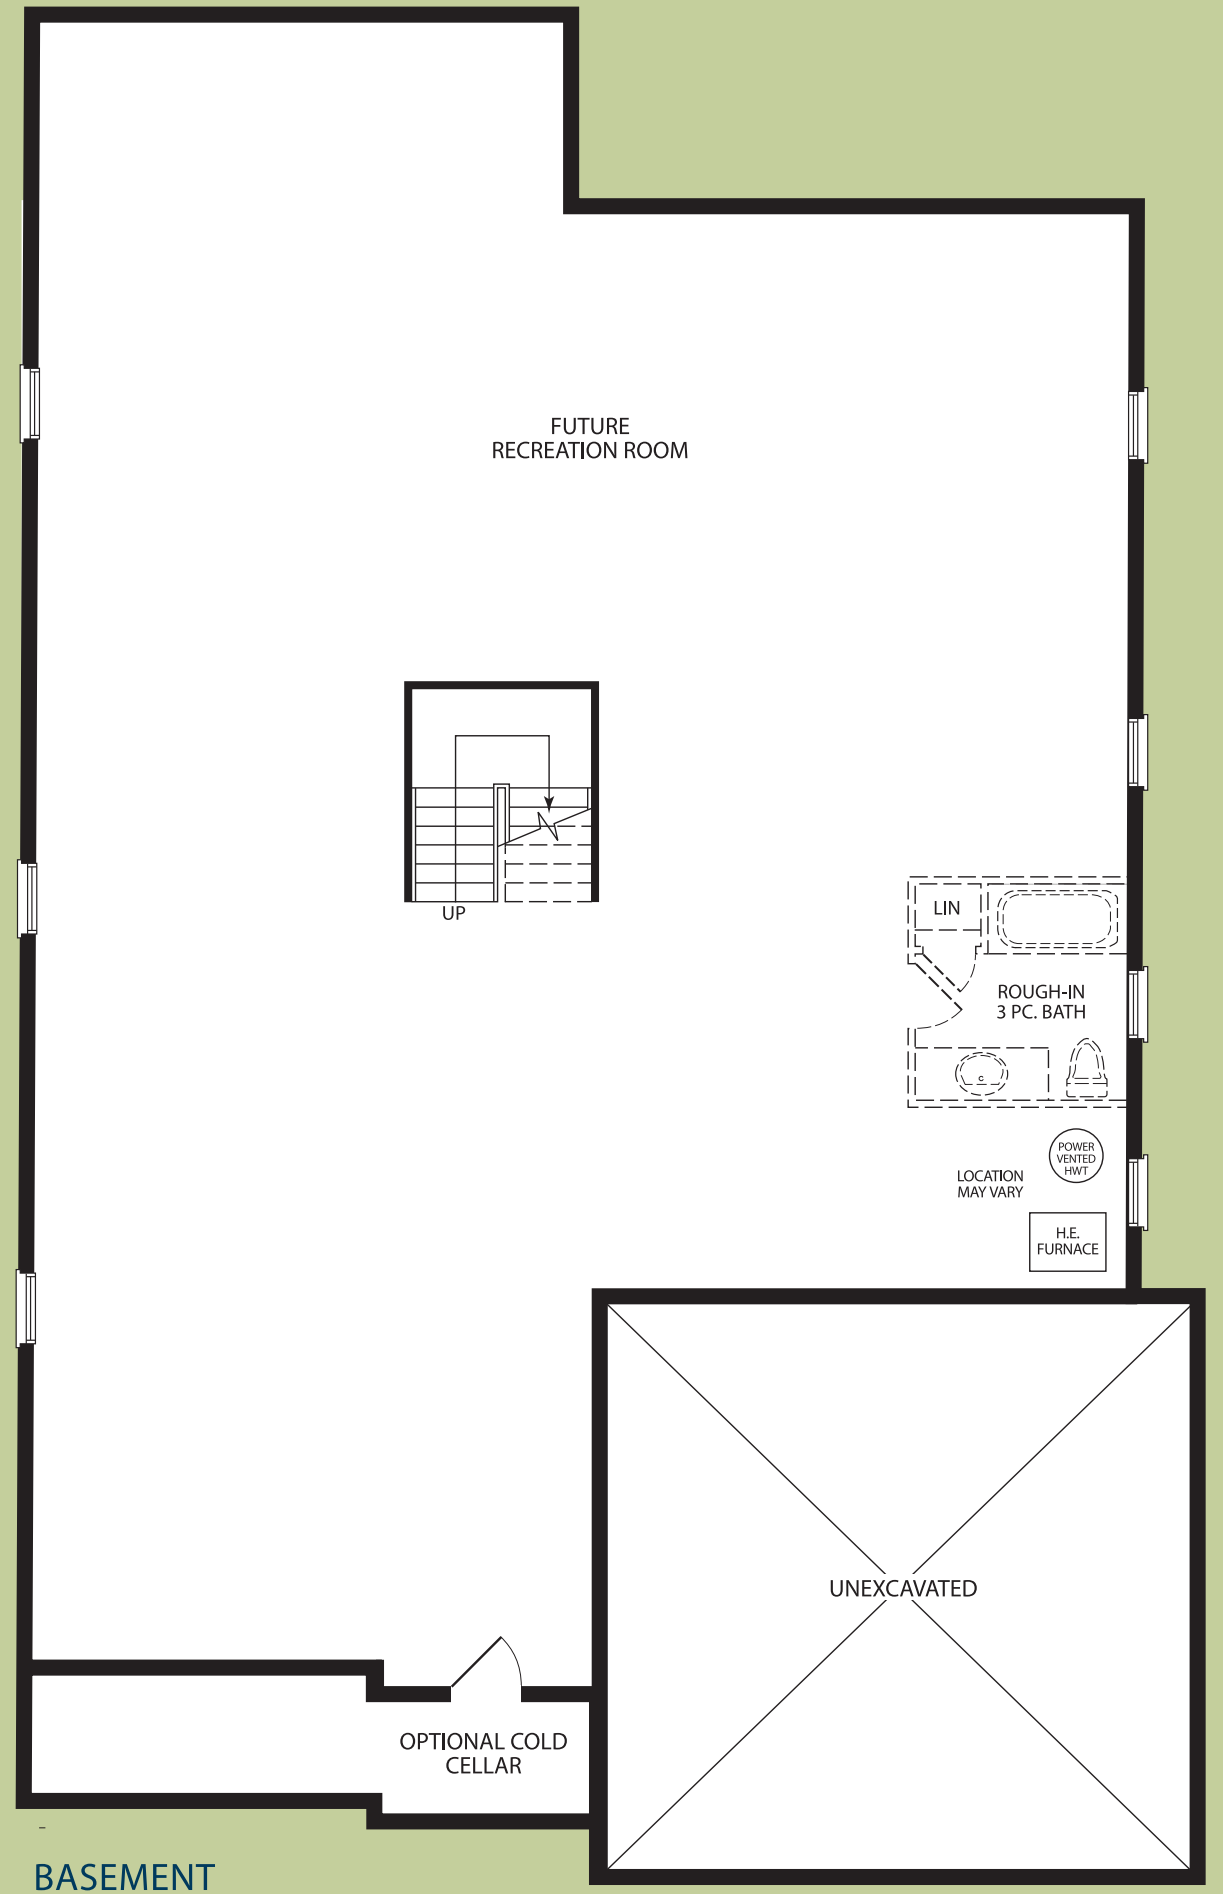 FUTURE
RECREATION ROOM
UP
LIN
ROUGH-IN
3 PC. BATH
C
POWER
VENTED
HWT
LOCATION
MAY VARY
H.E.
FURNACE
UNEXCAVATED
OPTIONAL COLD
CELLAR
BASEMENT